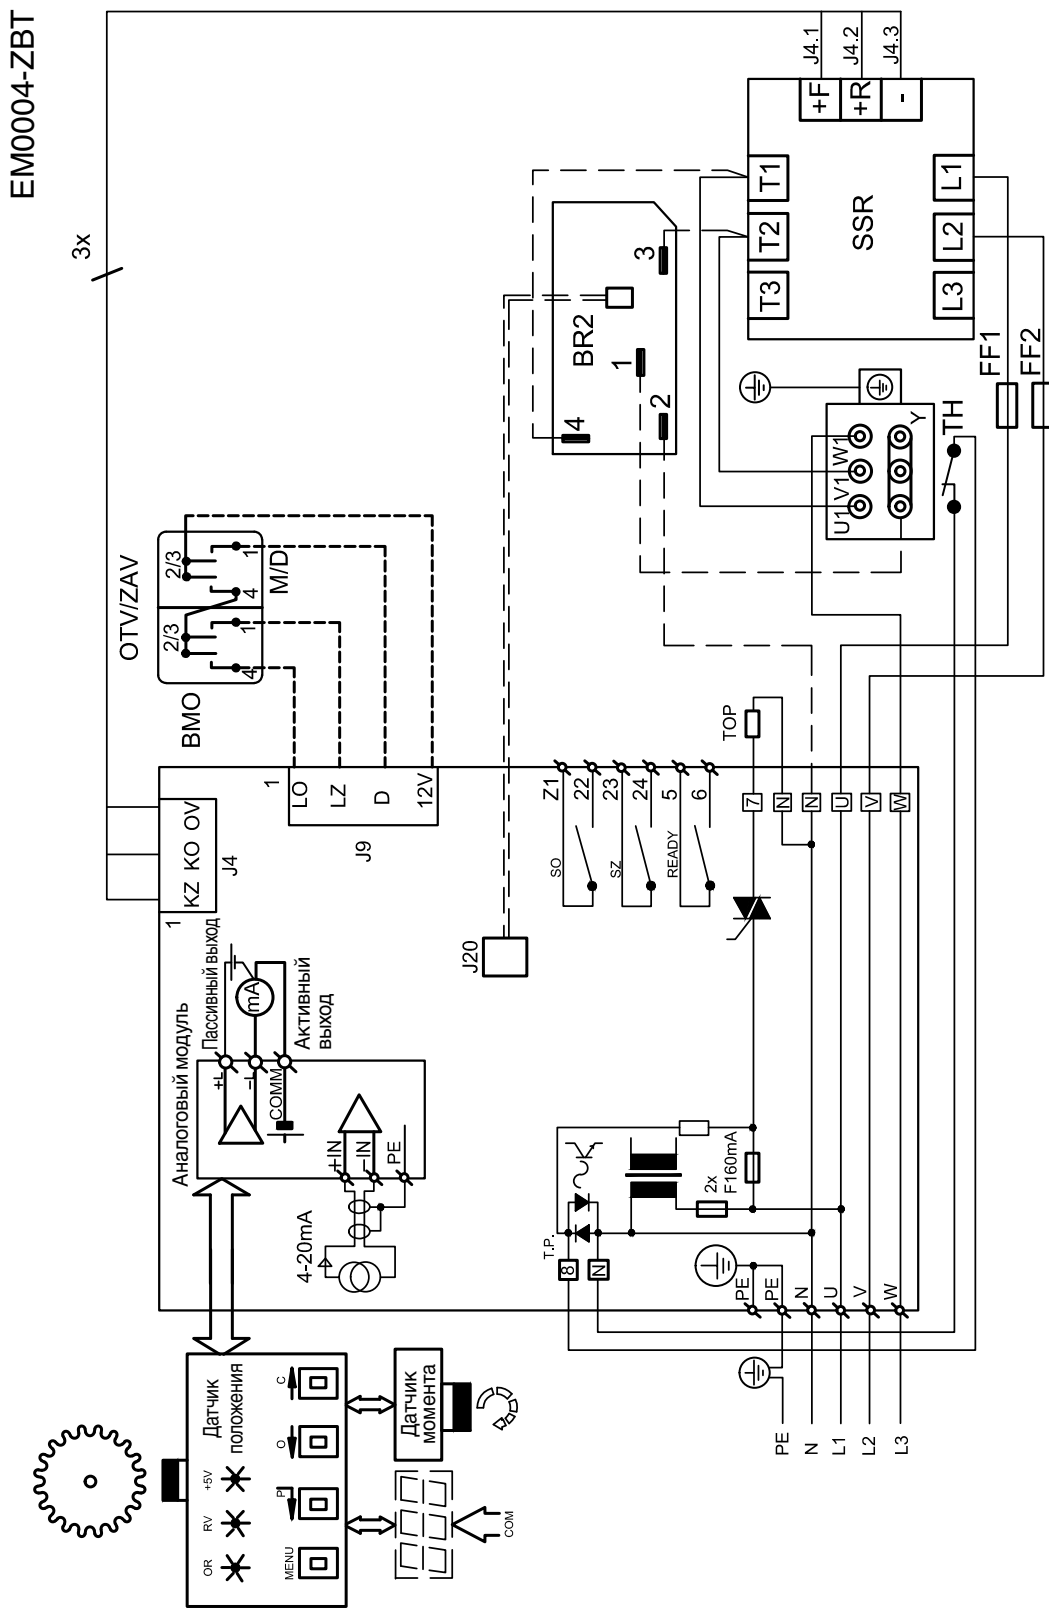 EM0004-ZBT
3x
J4.1
J4.2
J4.3
+F
+R
-
T1
T2
T3
SSR
L1
L2
L3
FF1
FF2
3
BR2
1
2
4
U1
V1
W1
Y
TH
OTV/ZAV
M/D
BMO
2/3
4
1
2/3
4
1
J4
1
KZ
KO
OV
J9
1
LO
LZ
D
12V
J20
Z1
22
23
24
5
6
SO
SZ
READY
TOP
7
N
N
U
V
W
Аналоговый модуль
Пассивный выход
Активный
выход
mA
+L
–L
COMM
+IN
–IN
PE
4-20mA
T.P.
8
N
2x
F160mA
PE
PE
N
U
V
W
PE
N
L1
L2
L3
Датчик
положения
+5V
RV
OR
C
O
P
MENU
Датчик
момента
COM